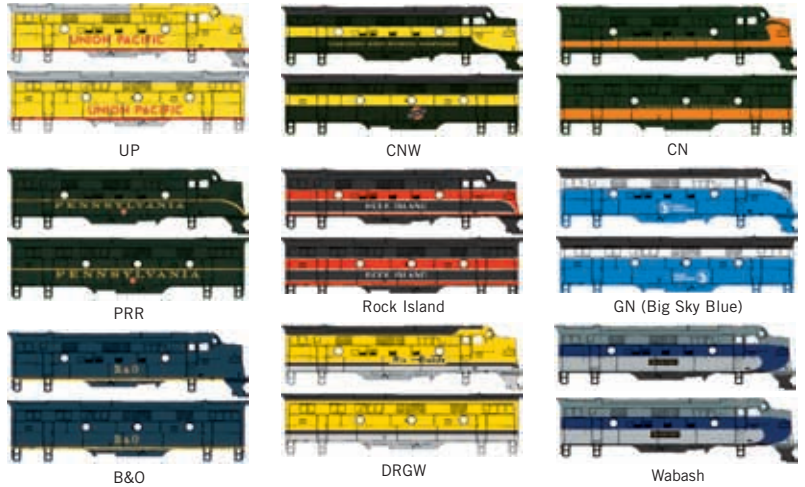 UNION PACIFIC
UNION PACIFIC
UP
CNW
CN
PENNSYLVANIA
PENNSYLVANIA
PRR
ROCK ISLAND
ROCK ISLAND
Rock Island
GN (Big Sky Blue)
B&O
B&O
B&O
DRGW
Wabash